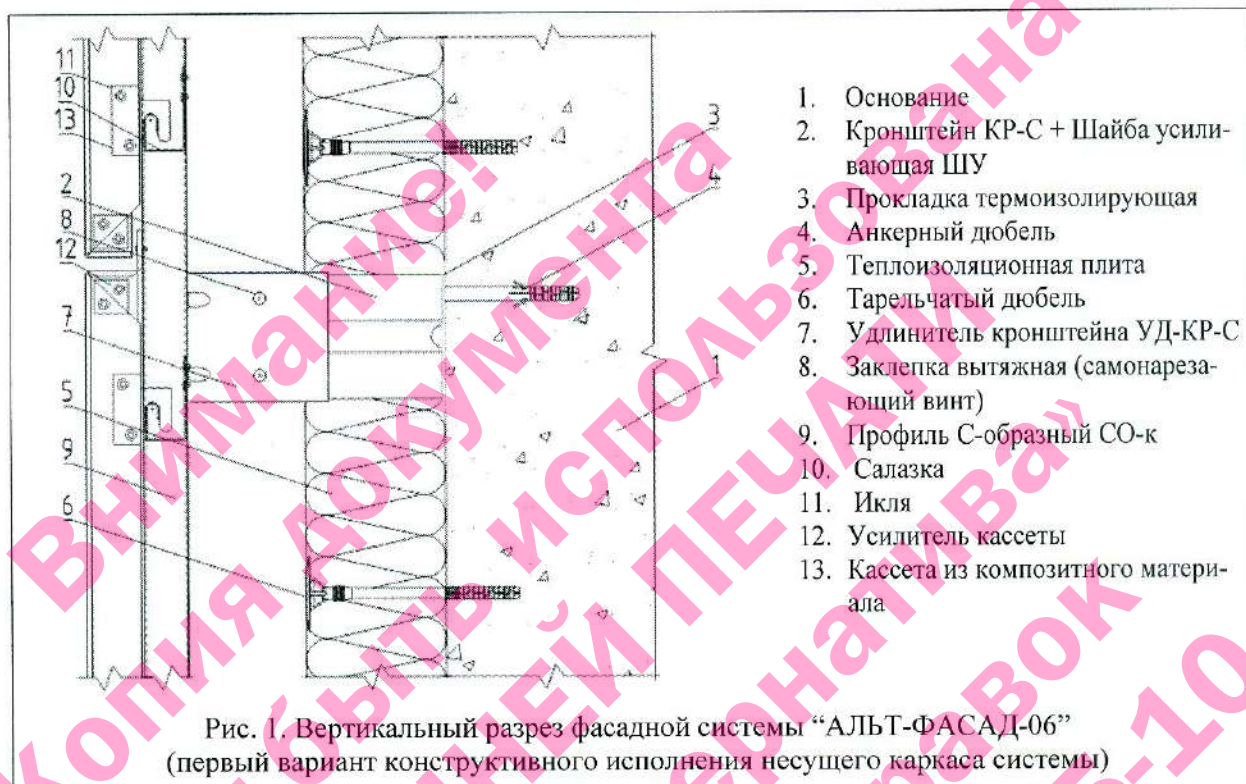 11
10
13
2
8
12
7
5
9
6
3
4
1
1. Основание
2. Кронштейн КР-С + Шайба усили-
вающая ШУ
3. Прокладка термоизолирующая
4. Анкерный дюбель
5. Теплоизоляционная плита
6. Тарельчатый дюбель
7. Удлинитель кронштейна УД-КР-С
8. Заклепка вытяжная (самонареза-
ющий винт)
9. Профиль С-образный СО-к
10. Салазка
11. Икля
12. Усилитель кассеты
13. Кассета из композитного матери-
ала
Рис. 1. Вертикальный разрез фасадной системы “АЛЬТ-ФАСАД-06”
(первый вариант конструктивного исполнения несущего каркаса системы)
Внимание!
Копия документа
быть использована
НЕЙ ПЕЧАТИ